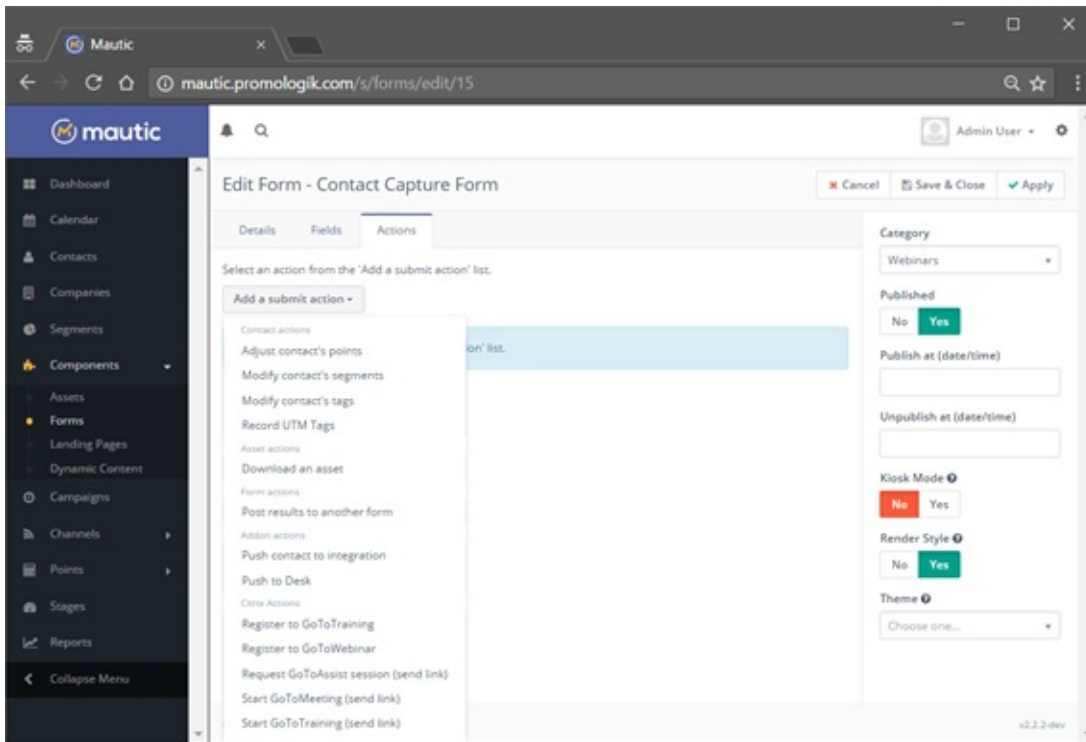 Mautic
mautic.promologik.com/s/forms/edit/15
mautic
Admin User
Dashboard
Calendar
Contacts
Companies
Segments
Components
Assets
Forms
Landing Pages
Dynamic Content
Campaigns
Channels
Points
Stages
Reports
Collapse Menu
Edit Form - Contact Capture Form
Cancel
Save & Close
Apply
Details
Fields
Actions
Select an action from the 'Add a submit action' list.
Add a submit action
ion' list.
Contact actions
Adjust contact's points
Modify contact's segments
Modify contact's tags
Record UTM Tags
Asset actions
Download an asset
Form actions
Post results to another form
Addon actions
Push contact to integration
Push to Desk
Citrix Actions
Register to GoToTraining
Register to GoToWebinar
Request GoToAssist session (send link)
Start GoToMeeting (send link)
Start GoToTraining (send link)
Category
Webinars
Published
No Yes
Publish at (date/time)
Unpublish at (date/time)
Kiosk Mode
No Yes
Render Style
No Yes
Theme
Choose one...
v2.2.2-dev